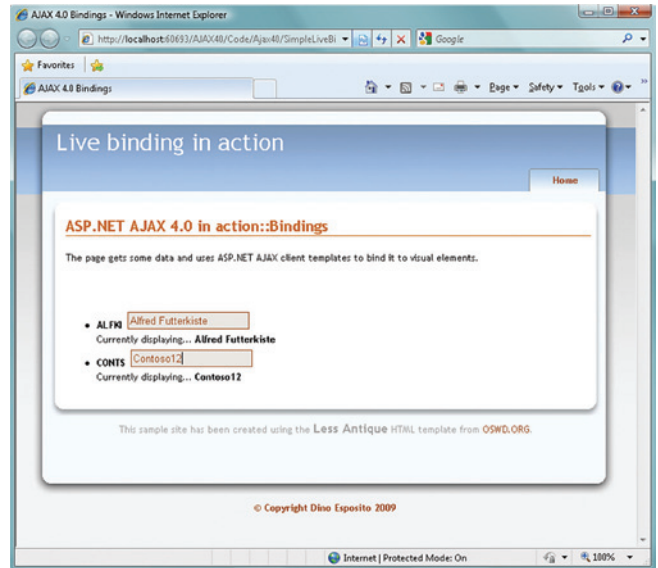 AJAX 4.0 Bindings - Windows Internet Explorer
http://localhost:60693/AJAX40/Code/Ajax40/SimpleLiveBi
Google
Favorites
AJAX 4.0 Bindings
Page Safety Tools
Live binding in action
Home
ASP.NET AJAX 4.0 in action::Bindings
The page gets some data and uses ASP.NET AJAX client templates to bind it to visual elements.
• ALFKI Alfred Futterkiste
Currently displaying... Alfred Futterkiste
• CONTS Contoso12
Currently displaying... Contoso12
This sample site has been created using the Less Antique HTML template from OSWD.ORG.
© Copyright Dino Esposito 2009
Internet | Protected Mode: On 100%